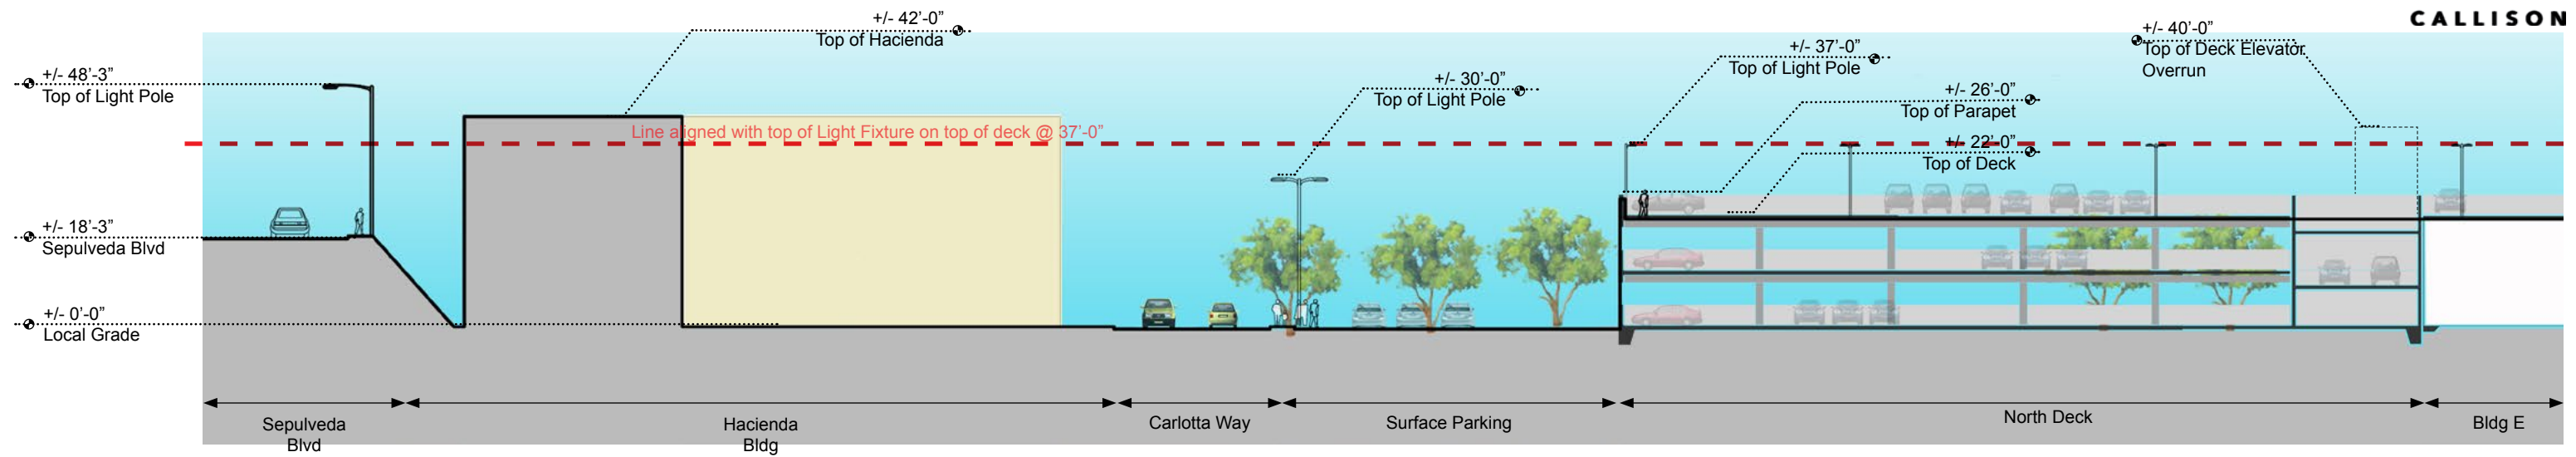 CALLISON
+/- 42’-0”
Top of Hacienda
+/- 40’-0”
Top of Deck Elevator
Overrun
+/- 37’-0”
Top of Light Pole
+/- 48’-3”
Top of Light Pole
+/- 30’-0”
Top of Light Pole
+/- 26’-0”
Top of Parapet
Line aligned with top of Light Fixture on top of deck @ 37’-0”
+/- 22’-0”
Top of Deck
+/- 18’-3”
Sepulveda Blvd
+/- 0’-0”
Local Grade
Sepulveda
Blvd
Hacienda
Bldg
Carlotta Way
Surface Parking
North Deck
Bldg E